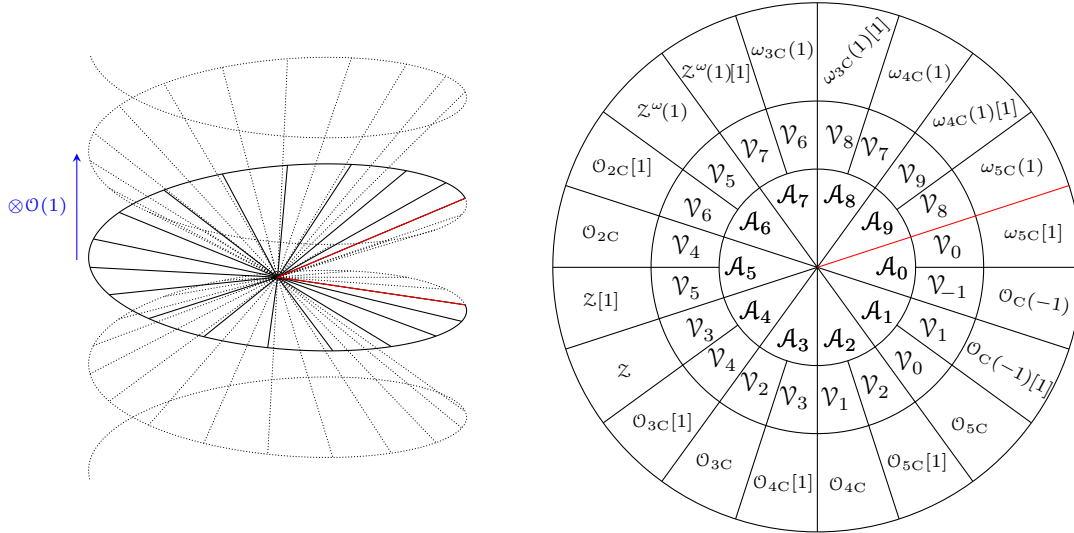 ⊗𝒪(1)
ω₃C(1)
ω₃C(1)[1]
ω₄C(1)
ω₄C(1)[1]
ω₅C(1)
ω₅C[1]
𝒪C(−1)
𝒪C(−1)[1]
𝒪₅C
𝒪₅C[1]
𝒪₄C
𝒪₄C[1]
𝒪₃C
𝒪₃C[1]
𝒵
𝒵[1]
𝒪₂C
𝒪₂C[1]
𝒵^ω(1)
𝒵^ω(1)[1]
𝒱₆
𝒱₈
𝒱₇
𝒱₉
𝒱₈
𝒱₀
𝒱₋₁
𝒱₁
𝒱₀
𝒱₂
𝒱₁
𝒱₃
𝒱₂
𝒱₄
𝒱₃
𝒱₅
𝒱₄
𝒱₆
𝒱₅
𝒱₇
𝒜₈
𝒜₉
𝒜₀
𝒜₁
𝒜₂
𝒜₃
𝒜₄
𝒜₅
𝒜₆
𝒜₇